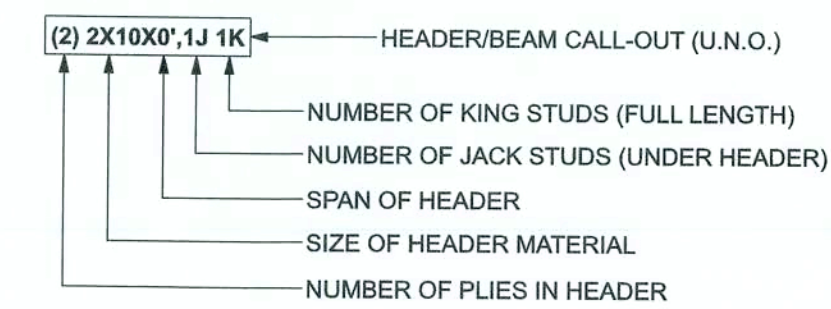 (2) 2X10X0',1J 1K HEADER/BEAM CALL-OUT (U.N.O.)
NUMBER OF KING STUDS (FULL LENGTH)
NUMBER OF JACK STUDS (UNDER HEADER)
SPAN OF HEADER
SIZE OF HEADER MATERIAL
NUMBER OF PLIES IN HEADER